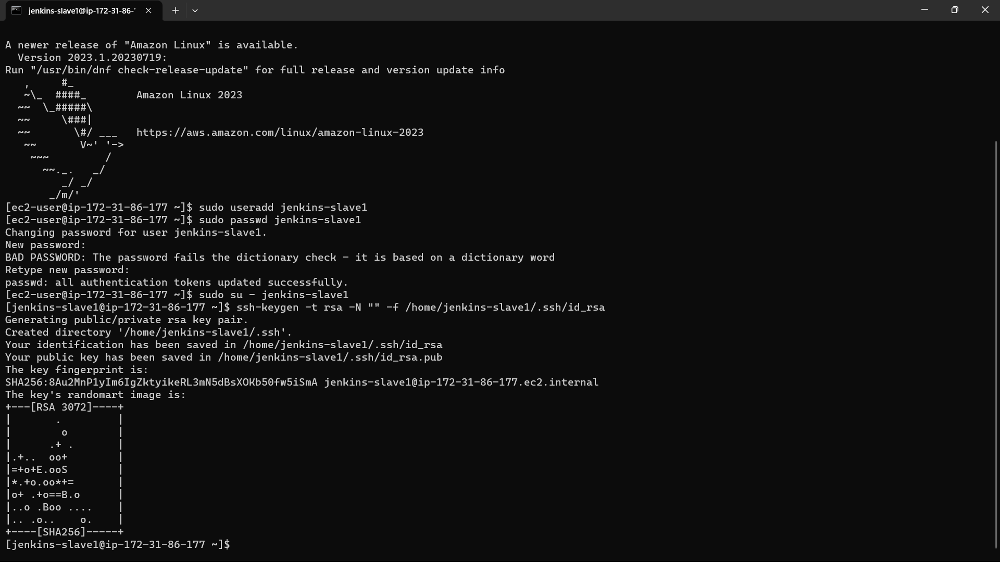 jenkins-slave1@ip-172-31-86-
A newer release of "Amazon Linux" is available.
  Version 2023.1.20230719:
Run "/usr/bin/dnf check-release-update" for full release and version update info
   ,     #_
   ~\_  ####_        Amazon Linux 2023
  ~~  \_#####\
  ~~     \###|
  ~~       \#/ ___   https://aws.amazon.com/linux/amazon-linux-2023
   ~~       V~' '->
    ~~~         /
      ~~._.   _/
         _/ _/
       _/m/'
[ec2-user@ip-172-31-86-177 ~]$ sudo useradd jenkins-slave1
[ec2-user@ip-172-31-86-177 ~]$ sudo passwd jenkins-slave1
Changing password for user jenkins-slave1.
New password:
BAD PASSWORD: The password fails the dictionary check - it is based on a dictionary word
Retype new password:
passwd: all authentication tokens updated successfully.
[ec2-user@ip-172-31-86-177 ~]$ sudo su - jenkins-slave1
[jenkins-slave1@ip-172-31-86-177 ~]$ ssh-keygen -t rsa -N "" -f /home/jenkins-slave1/.ssh/id_rsa
Generating public/private rsa key pair.
Created directory '/home/jenkins-slave1/.ssh'.
Your identification has been saved in /home/jenkins-slave1/.ssh/id_rsa
Your public key has been saved in /home/jenkins-slave1/.ssh/id_rsa.pub
The key fingerprint is:
SHA256:8Au2MnP1yIm6IgZktyikeRL3mN5dBsXOKb50fw5iSmA jenkins-slave1@ip-172-31-86-177.ec2.internal
The key's randomart image is:
+---[RSA 3072]----+
|       .         |
|        o        |
|      .+ .       |
|.+..  oo+        |
|=+o+E.ooS        |
|*.+o.oo*+=       |
|o+ .+o==B.o      |
|..o .Boo ....    |
|.. .o..    o.    |
+----[SHA256]-----+
[jenkins-slave1@ip-172-31-86-177 ~]$